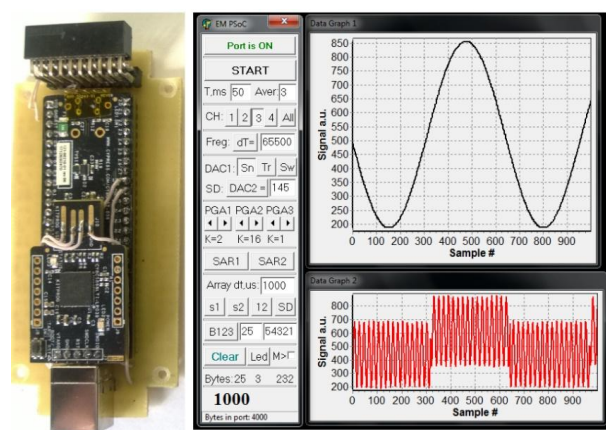 EM PSoC
Port is ON
START
T,ms 50 Aver: 3
CH: 1 2 3 4 All
Freg: dT= 65500
DAC1: Sn Tr Sw
SD: DAC2 = 145
PGA1 PGA2 PGA3
K=2 K=16 K=1
SAR1 SAR2
Array dt,us: 1000
s1 s2 12 SD
B123 25 54321
Clear Led M>
Bytes: 25 3 232
1000
Bytes in port: 4000
Data Graph 1
Signal a.u.
850
800
750
700
650
600
550
500
450
400
350
300
250
200
0 100 200 300 400 500 600 700 800 900
Sample #
Data Graph 2
Signal a.u.
800
700
600
500
400
300
200
0 100 200 300 400 500 600 700 800 900
Sample #